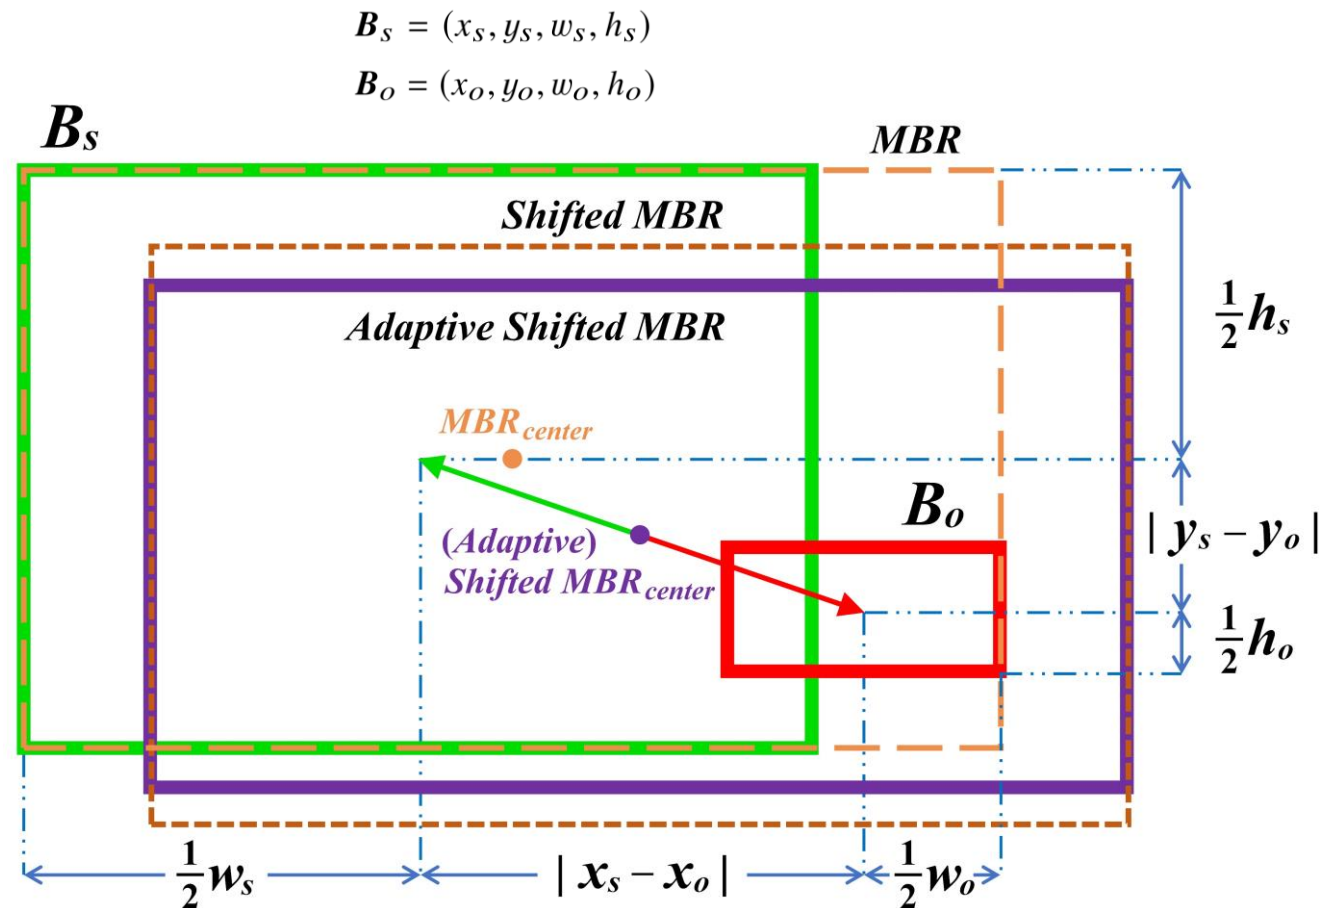 B_s = (x_s, y_s, w_s, h_s)
B_o = (x_o, y_o, w_o, h_o)
B_s
MBR
Shifted MBR
Adaptive Shifted MBR
1/2 h_s
MBR_center
B_o
| y_s – y_o |
(Adaptive)
Shifted MBR_center
1/2 h_o
1/2 w_s
| x_s – x_o |
1/2 w_o